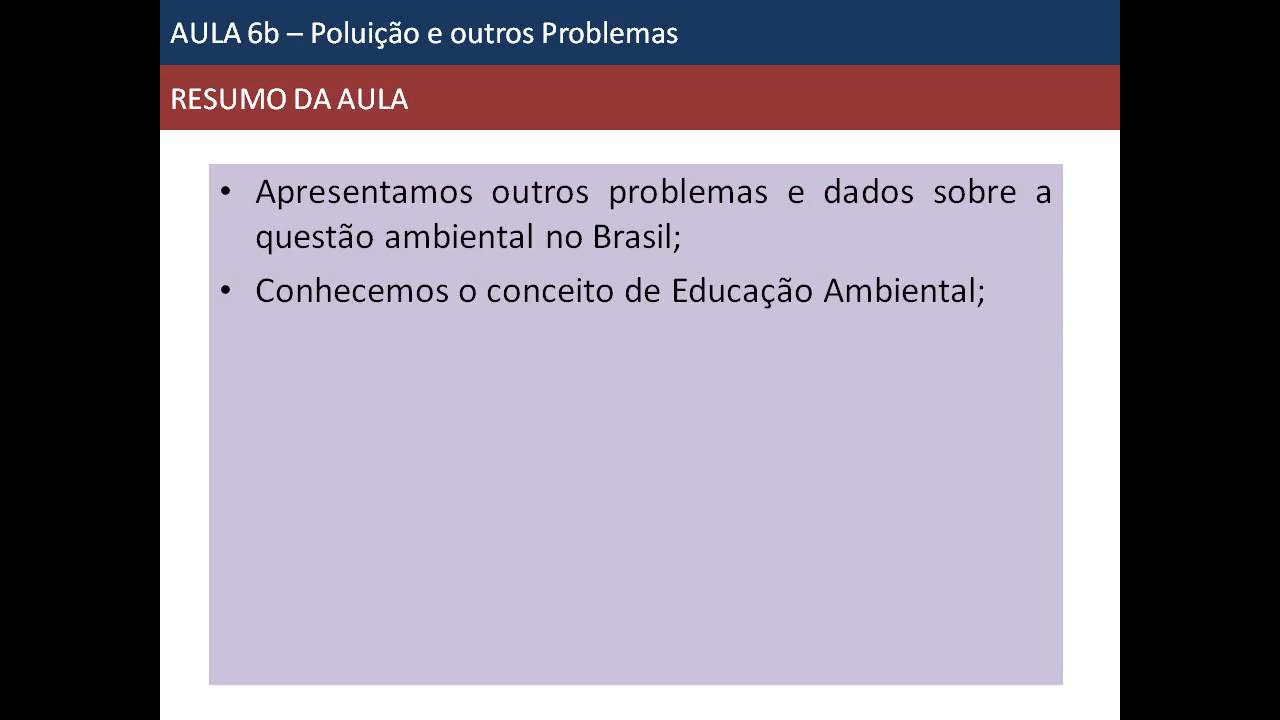 AULA 6b – Poluição e outros Problemas
RESUMO DA AULA
• Apresentamos outros problemas e dados sobre a
questão ambiental no Brasil;
• Conhecemos o conceito de Educação Ambiental;